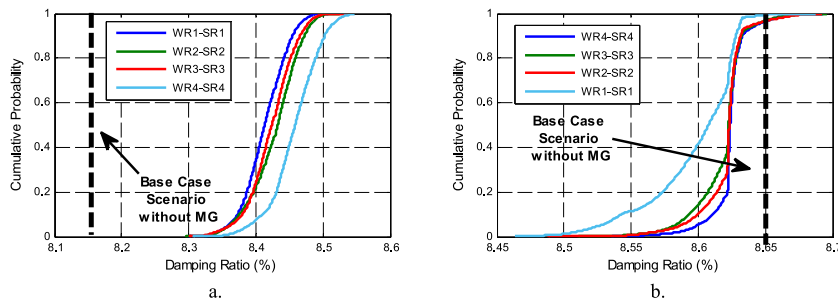 1
0,8
0,6
0,4
0,2
0
8.1
8.2
8.3
8.4
8.5
8.6
Cumulative Probability
Damping Ratio (%)
WR1-SR1
WR2-SR2
WR3-SR3
WR4-SR4
Base Case
Scenario
without MG
a.
1
0,8
0,6
0,4
0,2
0
8.45
8.5
8.55
8.6
8.65
Cumulative Probability
Damping Ratio (%)
WR4-SR4
WR3-SR3
WR2-SR2
WR1-SR1
Base Case
Scenario
without MG
b.